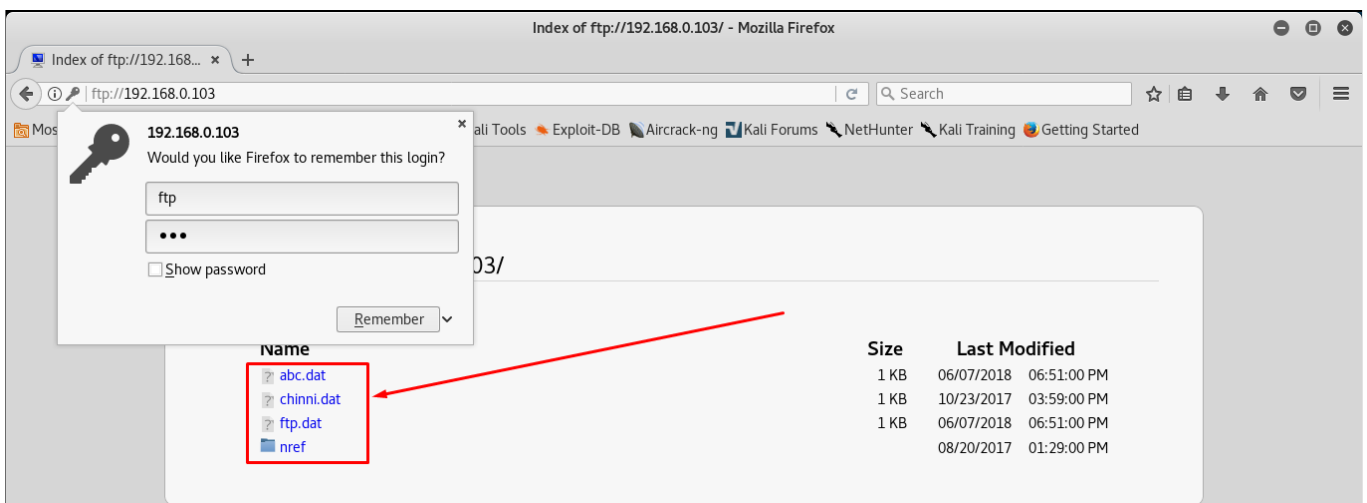 Index of ftp://192.168.0.103/ - Mozilla Firefox
Index of ftp://192.168...
ftp://192.168.0.103
Search
Mos
ali Tools Exploit-DB Aircrack-ng Kali Forums NetHunter Kali Training Getting Started
192.168.0.103
Would you like Firefox to remember this login?
ftp
•••
Show password
Remember
03/
Name Size Last Modified
abc.dat 1 KB 06/07/2018 06:51:00 PM
chinni.dat 1 KB 10/23/2017 03:59:00 PM
ftp.dat 1 KB 06/07/2018 06:51:00 PM
nref 08/20/2017 01:29:00 PM